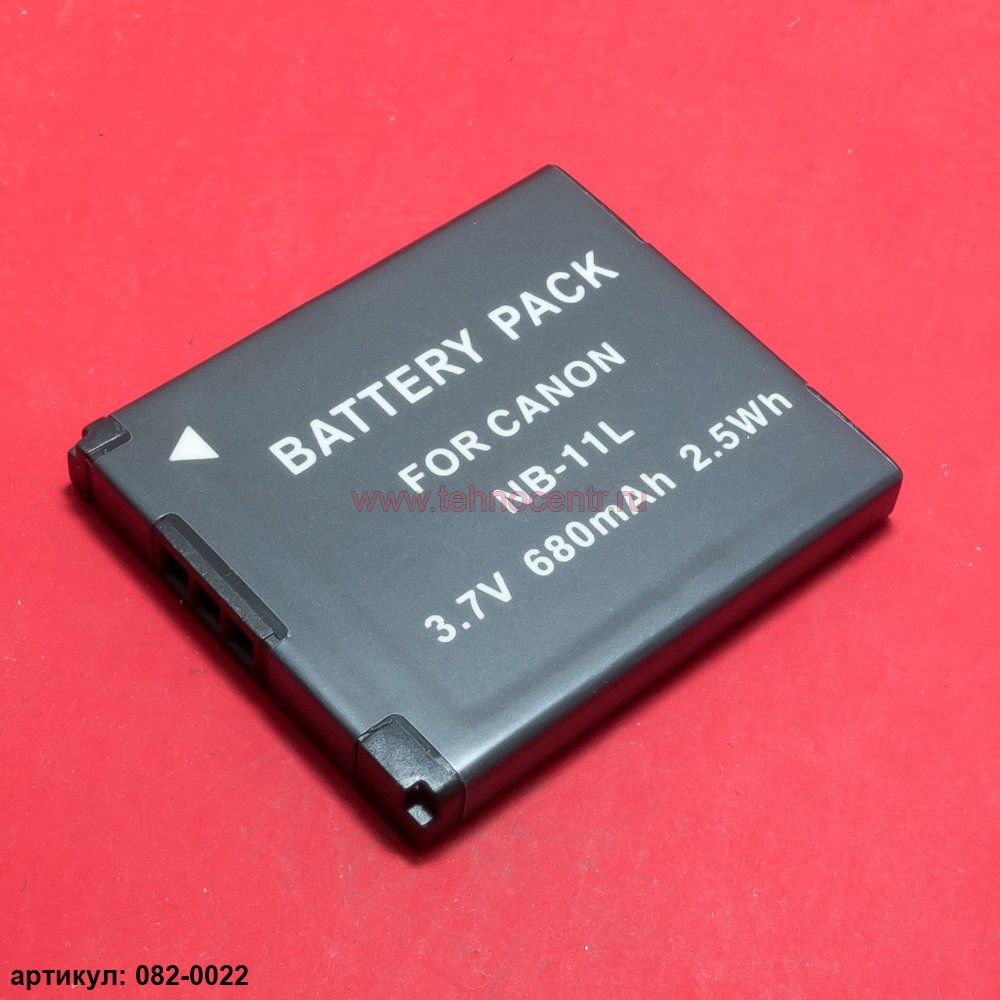 BATTERY PACK
FOR CANON
NB-11L
www.tehnocentr.ru
3.7V 680mAh 2.5Wh
артикул: 082-0022